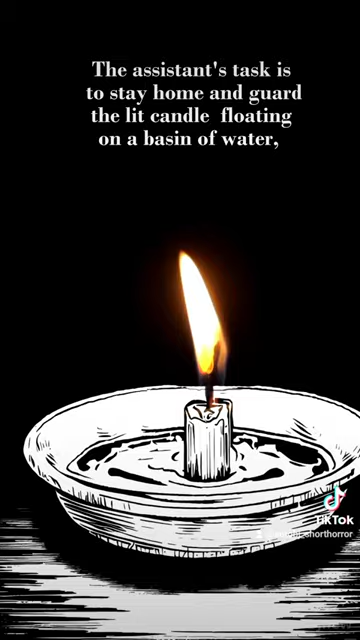 The assistant's task is
to stay home and guard
the lit candle floating
on a basin of water,
TikTok